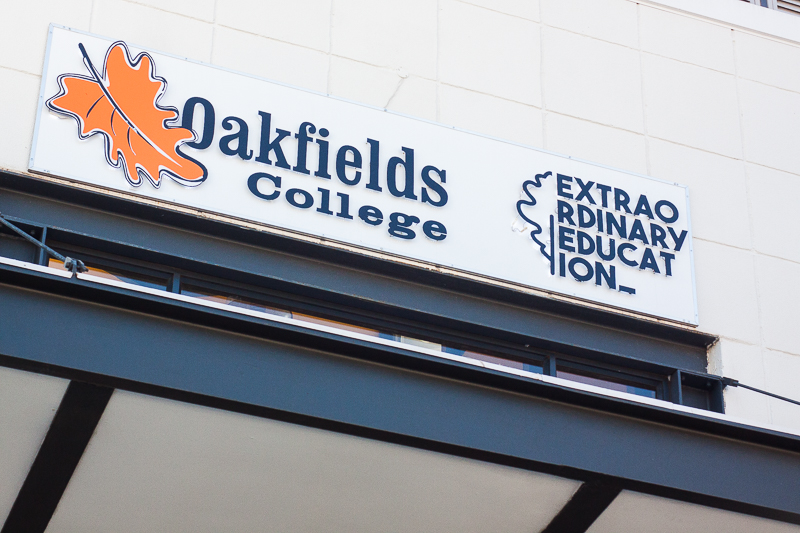 Oakfields
College
EXTRAO
RDINARY
EDUCAT
ION_